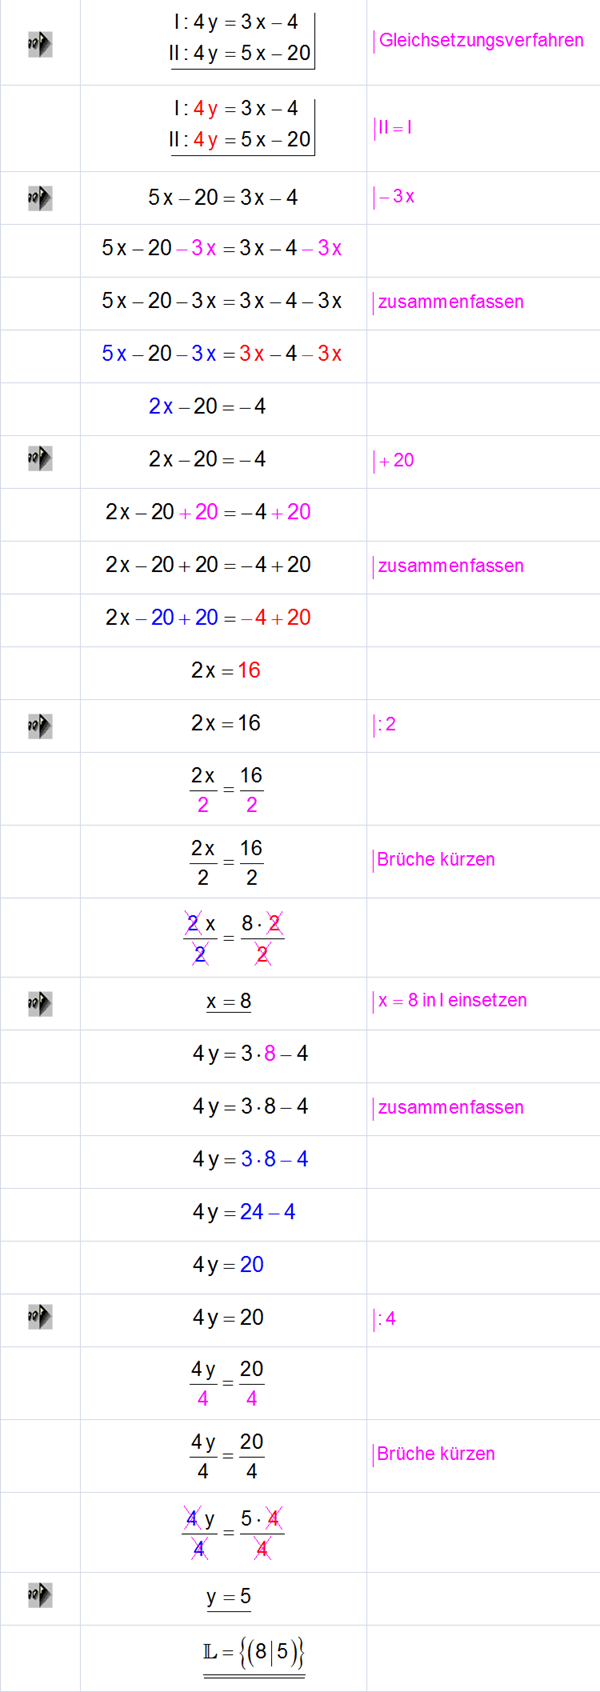 I: 4y = 3x – 4
II: 4y = 5x – 20
|Gleichsetzungsverfahren
I: 4y = 3x – 4
II: 4y = 5x – 20
|II = I
5x – 20 = 3x – 4 |– 3x
5x – 20 – 3x = 3x – 4 – 3x
5x – 20 – 3x = 3x – 4 – 3x |zusammenfassen
5x – 20 – 3x = 3x – 4 – 3x
2x – 20 = – 4
2x – 20 = – 4 |+ 20
2x – 20 + 20 = – 4 + 20
2x – 20 + 20 = – 4 + 20 |zusammenfassen
2x – 20 + 20 = – 4 + 20
2x = 16
2x = 16 |: 2
2x/2 = 16/2
2x/2 = 16/2 |Brüche kürzen
2x/2 = 8 · 2/2
x = 8 |x = 8 in I einsetzen
4y = 3 · 8 – 4
4y = 3 · 8 – 4 |zusammenfassen
4y = 3 · 8 – 4
4y = 24 – 4
4y = 20
4y = 20 |: 4
4y/4 = 20/4
4y/4 = 20/4 |Brüche kürzen
4y/4 = 5 · 4/4
y = 5
𝕃 = {(8|5)}